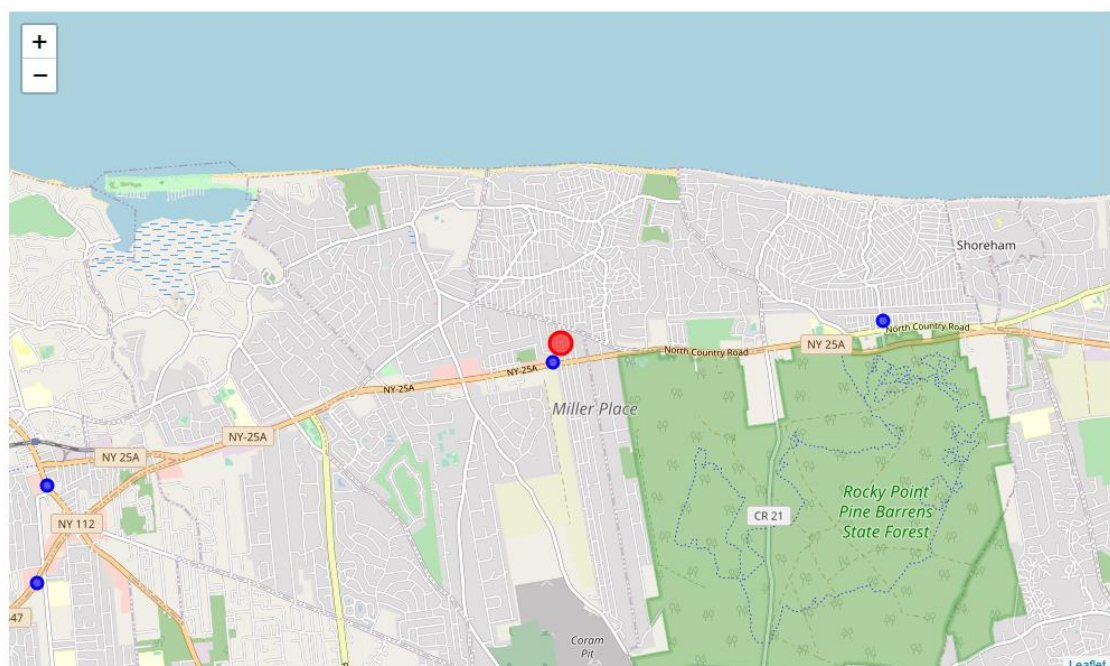 +
−
Shoreham
North Country Road
NY 25A
North Country Road
NY-25A
NY-25A
Miller Place
NY-25A
NY 25A
Rocky Point
Pine Barrens
State Forest
CR 21
NY 112
47
Coram
Pit
Leaflet